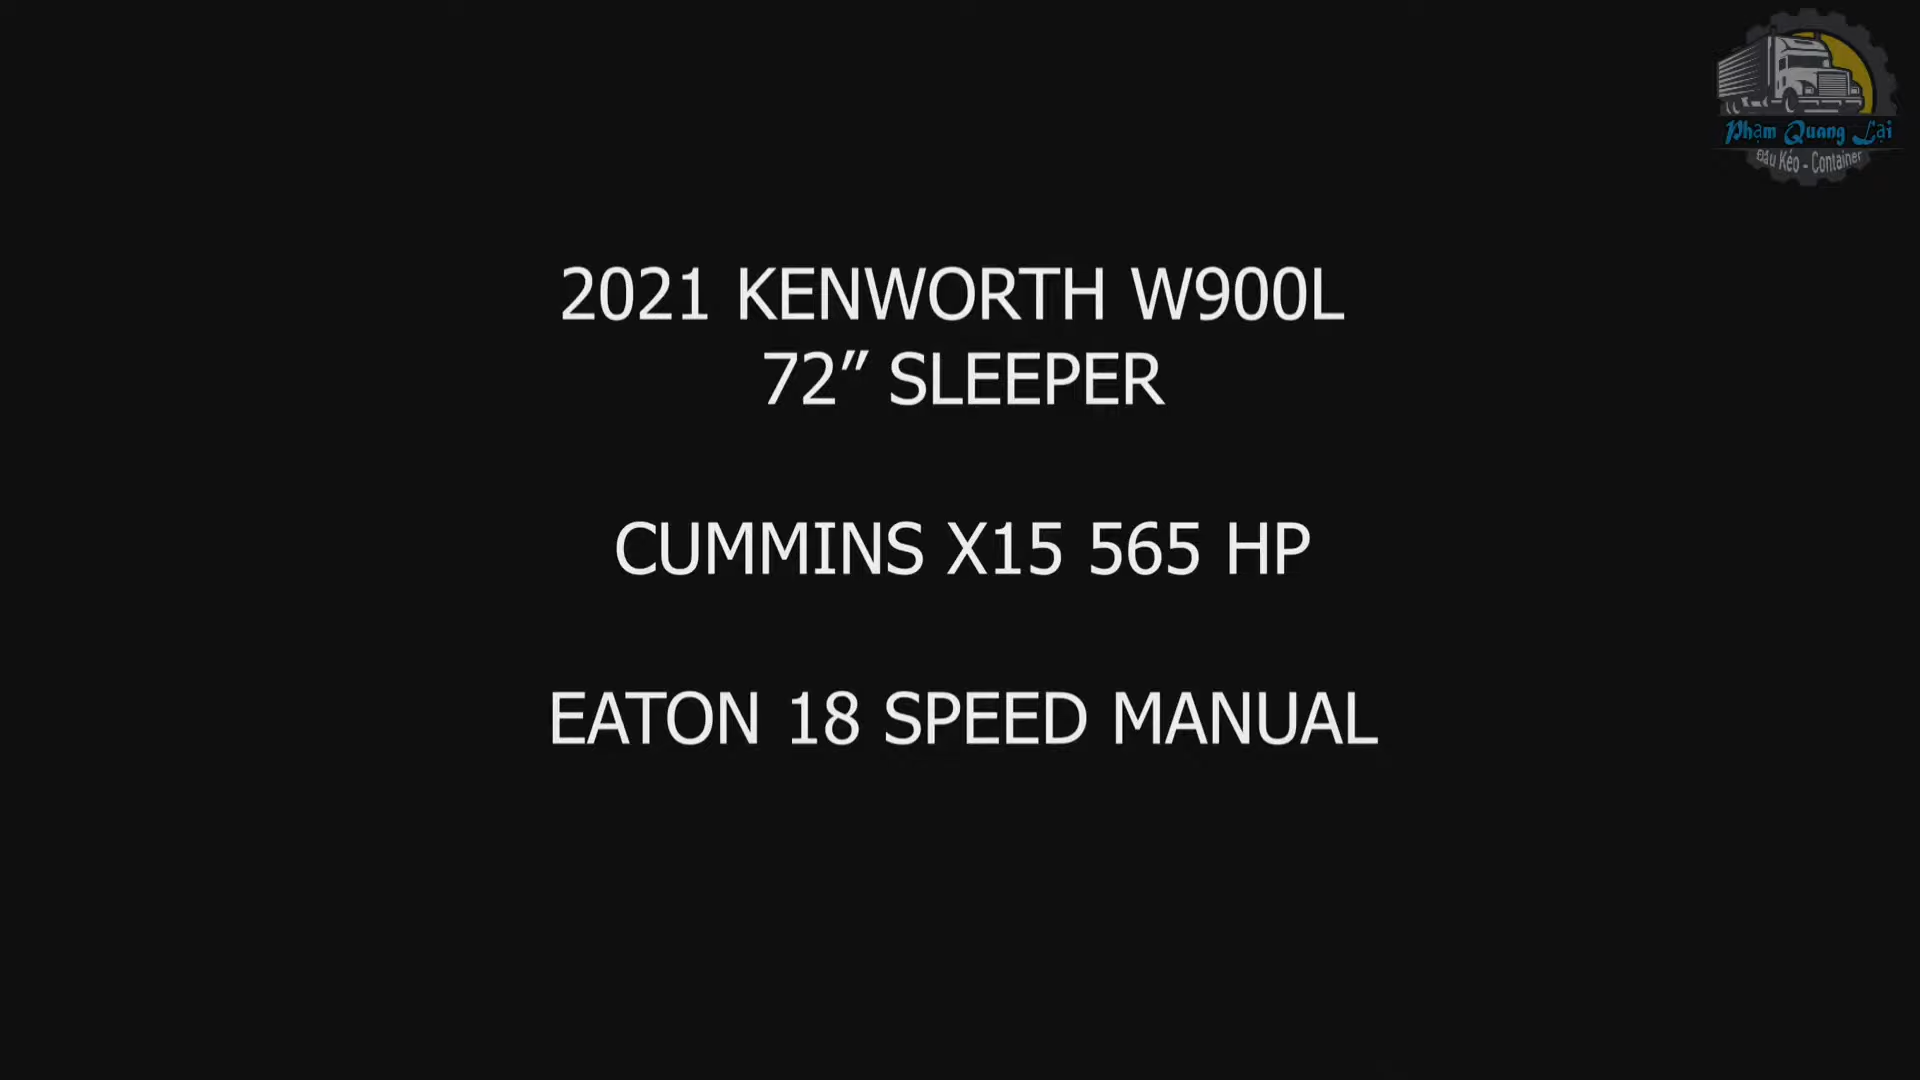 Phạm Quang Lại
Đầu Kéo - Container
2021 KENWORTH W900L
72” SLEEPER
CUMMINS X15 565 HP
EATON 18 SPEED MANUAL